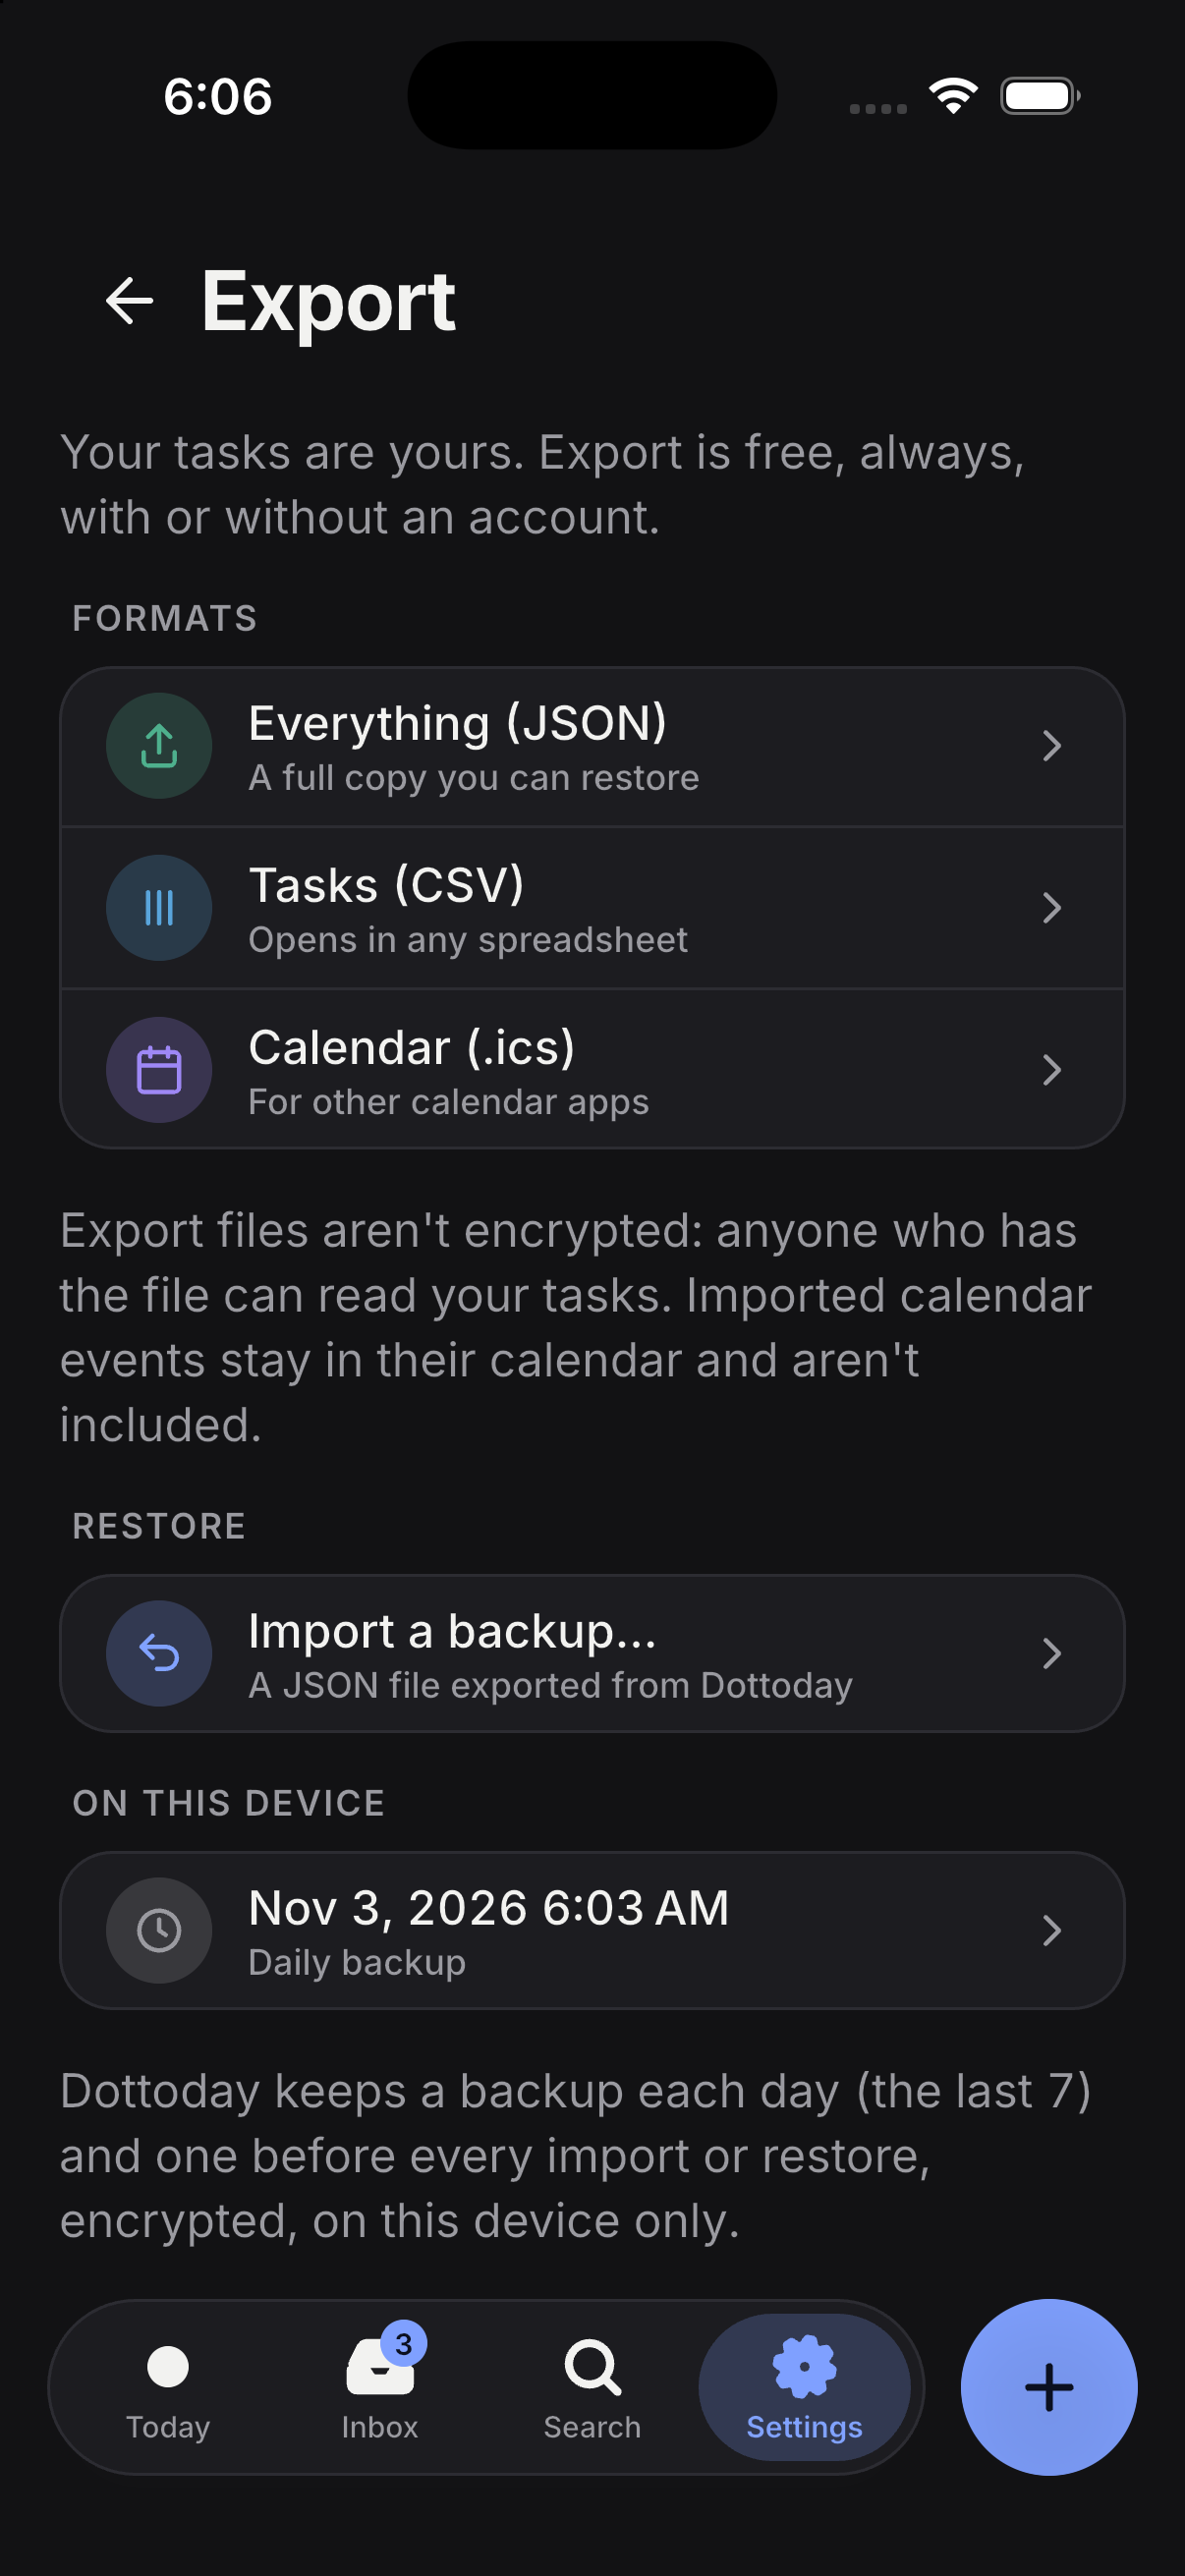 6:06
Export
Your tasks are yours. Export is free, always,
with or without an account.
FORMATS
Everything (JSON)
A full copy you can restore
Tasks (CSV)
Opens in any spreadsheet
Calendar (.ics)
For other calendar apps
Export files aren't encrypted: anyone who has
the file can read your tasks. Imported calendar
events stay in their calendar and aren't
included.
RESTORE
Import a backup...
A JSON file exported from Dottoday
ON THIS DEVICE
Nov 3, 2026 6:03 AM
Daily backup
Dottoday keeps a backup each day (the last 7)
and one before every import or restore,
encrypted, on this device only.
3
Today
Inbox
Search
Settings